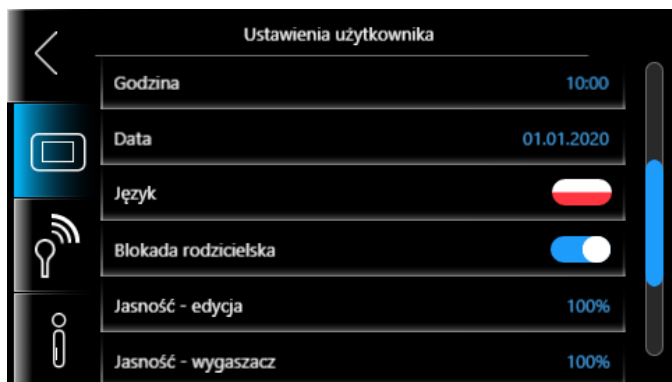 Ustawienia użytkownika
Godzina 10:00
Data 01.01.2020
Język
Blokada rodzicielska
Jasność - edycja 100%
Jasność - wygaszacz 100%